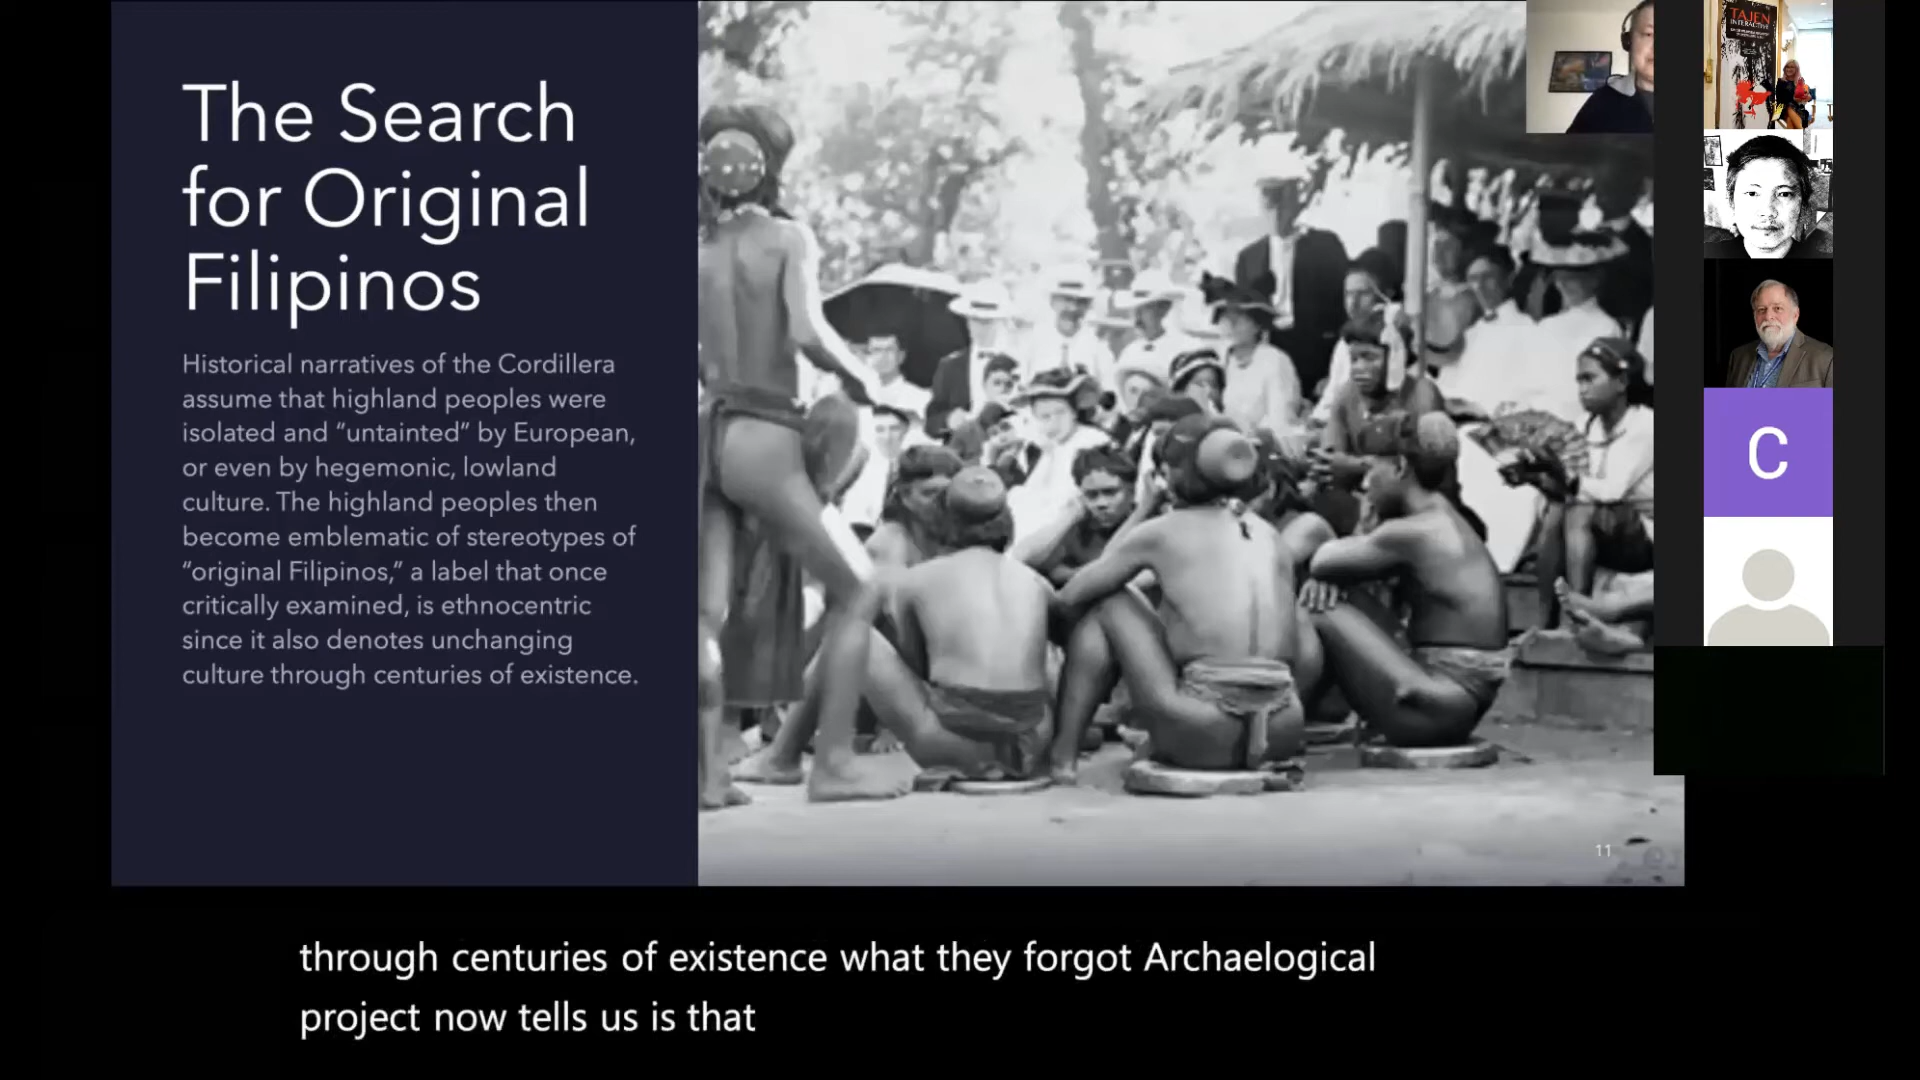 The Search
for Original
Filipinos
Historical narratives of the Cordillera
assume that highland peoples were
isolated and “untainted” by European,
or even by hegemonic, lowland
culture. The highland peoples then
become emblematic of stereotypes of
“original Filipinos,” a label that once
critically examined, is ethnocentric
since it also denotes unchanging
culture through centuries of existence.
11
TAJEN
INTERACTIVE
C
through centuries of existence what they forgot Archaelogical
project now tells us is that